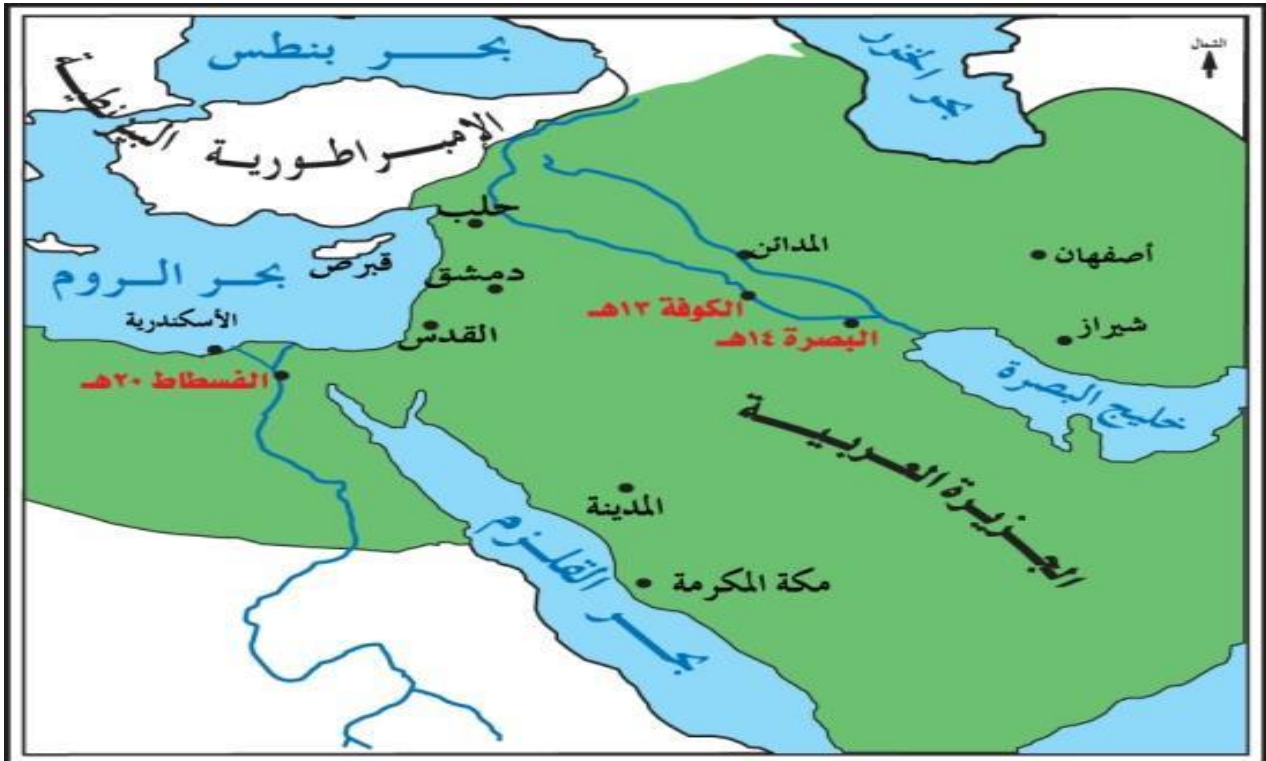 بحر بنطس
بحر الخزر
الشمال
الإمبراطورية
البيزنطية
حلب
المدائن
أصفهان
قبرص
بحر الروم
دمشق
الكوفة ١٣هـ
الأسكندرية
القدس
البصرة ١٤هـ
شيراز
الفسطاط ٢٠هـ
خليج البصرة
الجزيرة العربية
المدينة
بحر القلزم
مكة المكرمة